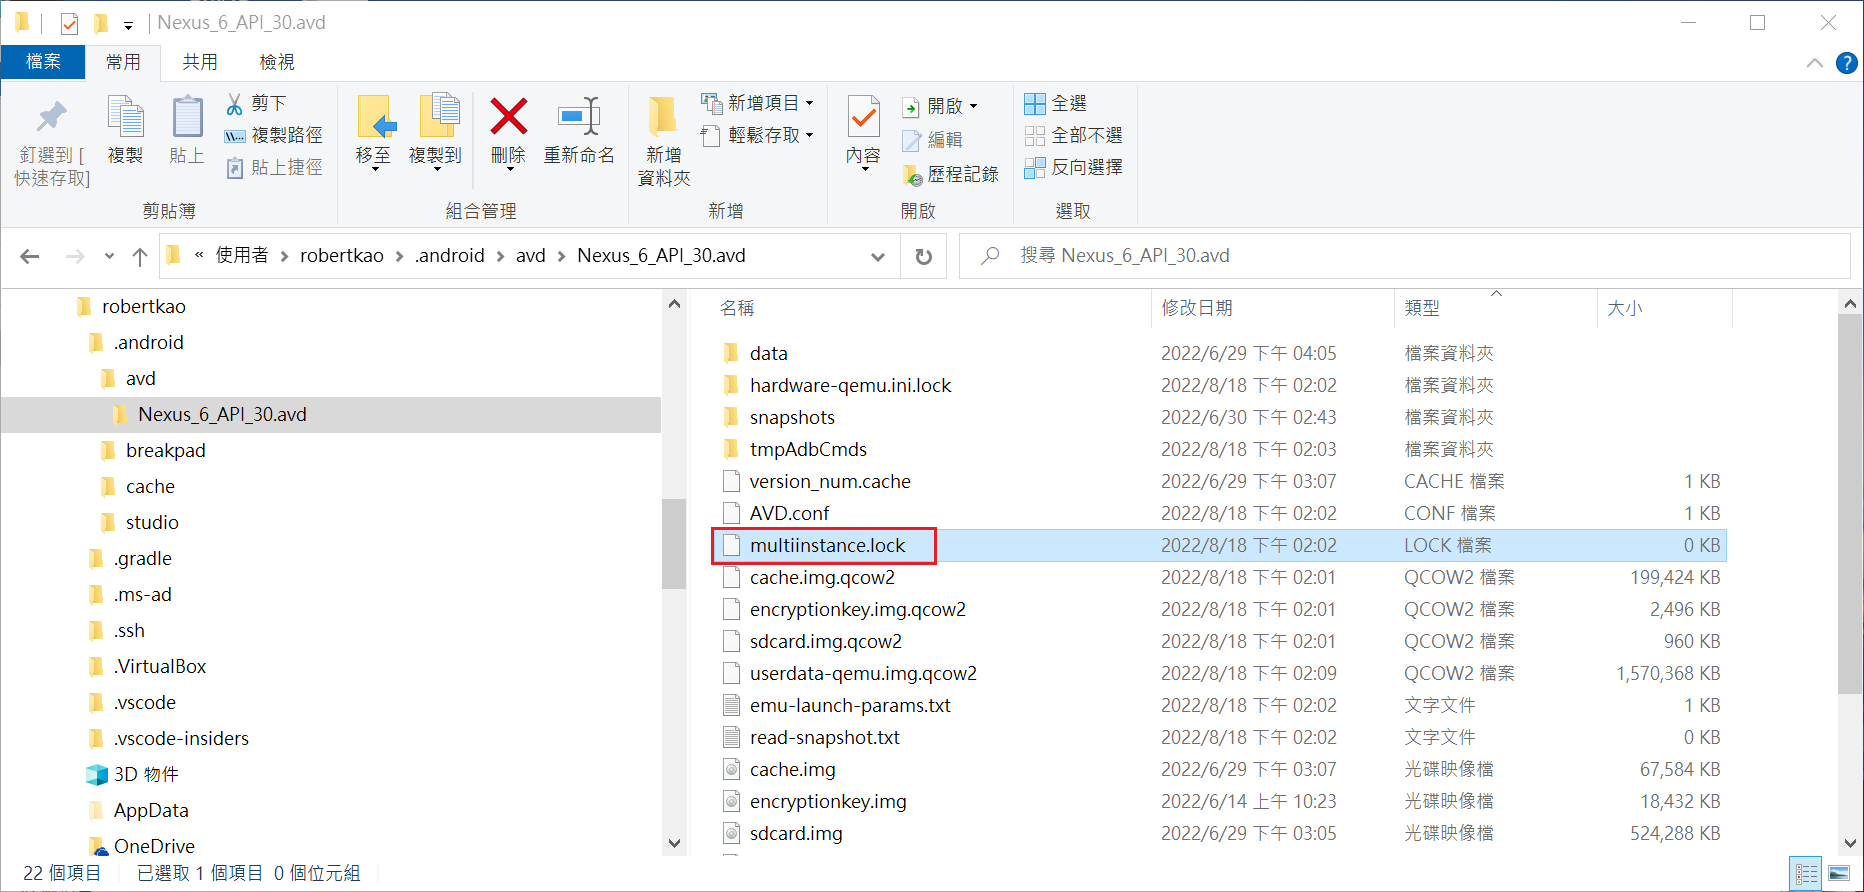 Nexus_6_API_30.avd
檔案 常用 共用 檢視
釘選到 [
快速存取]
複製
貼上
剪下
複製路徑
貼上捷徑
剪貼簿
移至
複製到
刪除
重新命名
組合管理
新增
資料夾
新增項目
輕鬆存取
新增
內容
開啟
編輯
歷程記錄
開啟
全選
全部不選
反向選擇
選取
« 使用者 > robertkao > .android > avd > Nexus_6_API_30.avd
搜尋 Nexus_6_API_30.avd
robertkao
.android
avd
Nexus_6_API_30.avd
breakpad
cache
studio
.gradle
.ms-ad
.ssh
.VirtualBox
.vscode
.vscode-insiders
3D 物件
AppData
OneDrive
名稱 修改日期 類型 大小
data 2022/6/29 下午 04:05 檔案資料夾
hardware-qemu.ini.lock 2022/8/18 下午 02:02 檔案資料夾
snapshots 2022/6/30 下午 02:43 檔案資料夾
tmpAdbCmds 2022/8/18 下午 02:03 檔案資料夾
version_num.cache 2022/6/29 下午 03:07 CACHE 檔案 1 KB
AVD.conf 2022/8/18 下午 02:02 CONF 檔案 1 KB
multiinstance.lock 2022/8/18 下午 02:02 LOCK 檔案 0 KB
cache.img.qcow2 2022/8/18 下午 02:01 QCOW2 檔案 199,424 KB
encryptionkey.img.qcow2 2022/8/18 下午 02:01 QCOW2 檔案 2,496 KB
sdcard.img.qcow2 2022/8/18 下午 02:01 QCOW2 檔案 960 KB
userdata-qemu.img.qcow2 2022/8/18 下午 02:09 QCOW2 檔案 1,570,368 KB
emu-launch-params.txt 2022/8/18 下午 02:02 文字文件 1 KB
read-snapshot.txt 2022/8/18 下午 02:02 文字文件 0 KB
cache.img 2022/6/29 下午 03:07 光碟映像檔 67,584 KB
encryptionkey.img 2022/6/14 上午 10:23 光碟映像檔 18,432 KB
sdcard.img 2022/6/29 下午 03:05 光碟映像檔 524,288 KB
22 個項目 已選取 1 個項目 0 個位元組